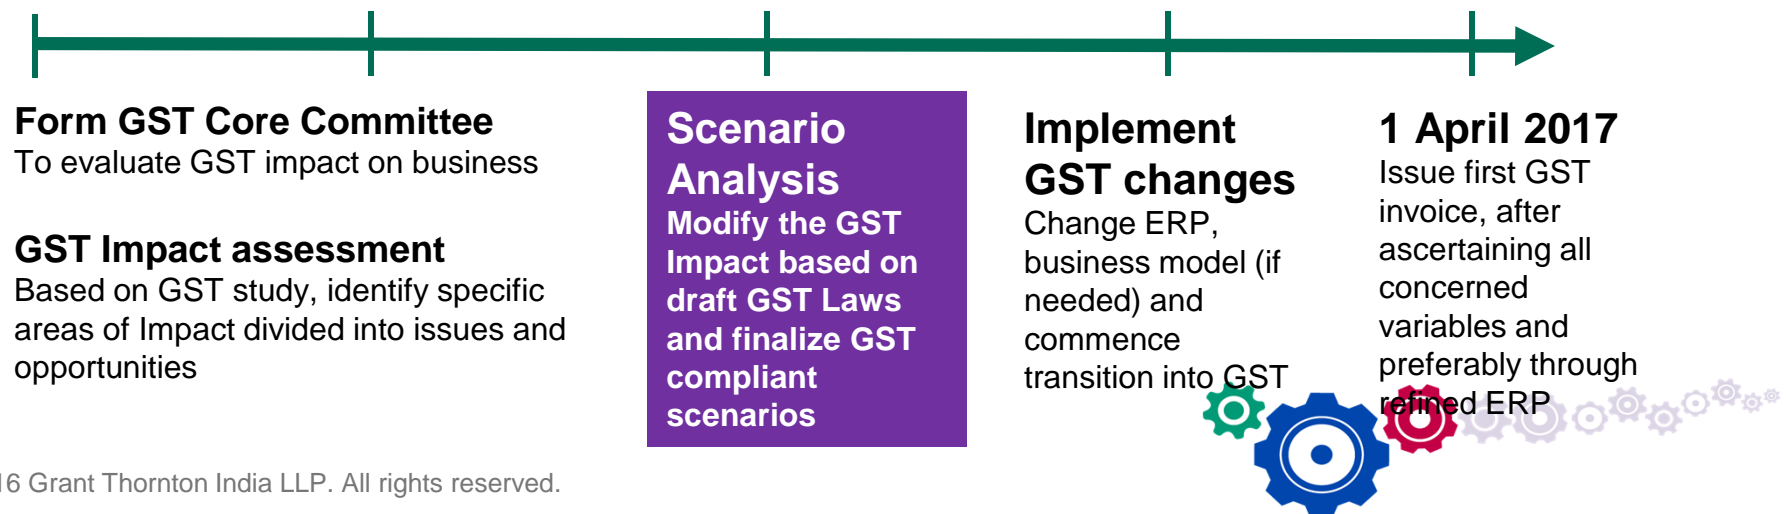 Form GST Core Committee
To evaluate GST impact on business
GST Impact assessment
Based on GST study, identify specific
areas of Impact divided into issues and
opportunities
Scenario
Analysis
Modify the GST
Impact based on
draft GST Laws
and finalize GST
compliant
scenarios
Implement
GST changes
Change ERP,
business model (if
needed) and
commence
transition into GST
1 April 2017
Issue first GST
invoice, after
ascertaining all
concerned
variables and
preferably through
refined ERP
16 Grant Thornton India LLP. All rights reserved.